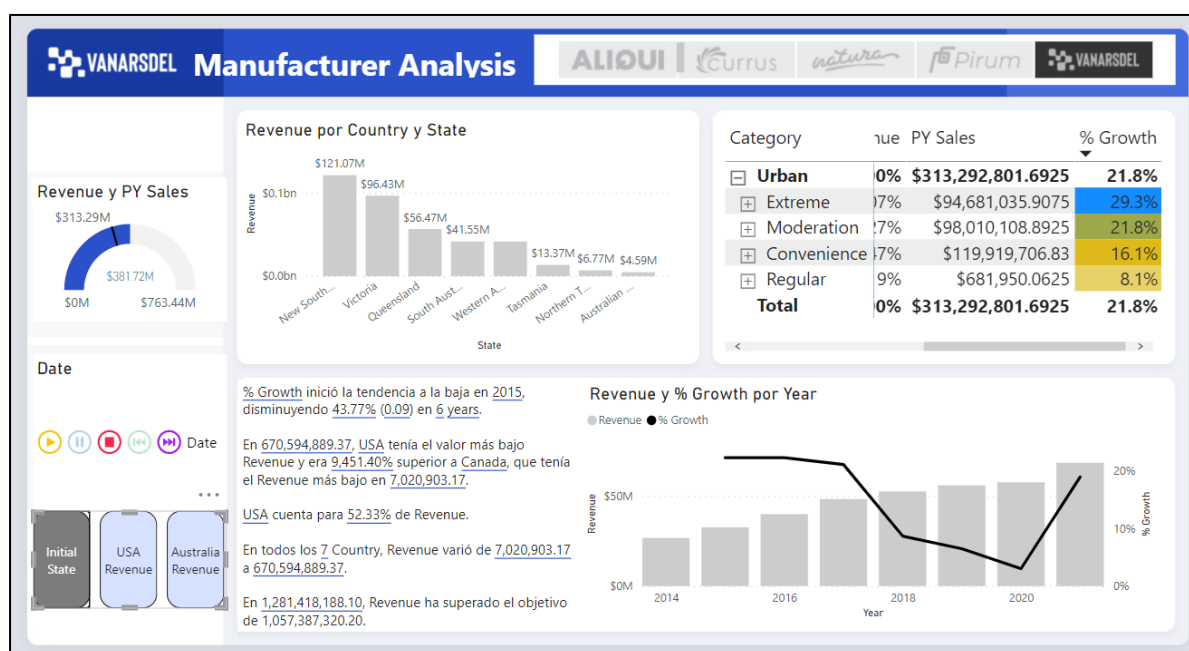 VANARSDEL Manufacturer Analysis
ALIQUI Currus natura Pirum VANARSDEL
Revenue y PY Sales
$313.29M
$381.72M
$0M $763.44M
Date
Date
Initial State
USA Revenue
Australia Revenue
Revenue por Country y State
Revenue
$0.1bn
$0.0bn
$121.07M
$96.43M
$56.47M
$41.55M
$13.37M
$6.77M
$4.59M
New South... Victoria Queensland South Aust... Western A... Tasmania Northern T... Australian ...
State
Category nue PY Sales % Growth
Urban 0% $313,292,801.6925 21.8%
Extreme 07% $94,681,035.9075 29.3%
Moderation 27% $98,010,108.8925 21.8%
Convenience 47% $119,919,706.83 16.1%
Regular 9% $681,950.0625 8.1%
Total 0% $313,292,801.6925 21.8%
% Growth inició la tendencia a la baja en 2015,
disminuyendo 43.77% (0.09) en 6 years.
En 670,594,889.37, USA tenía el valor más bajo
Revenue y era 9,451.40% superior a Canada, que tenía
el Revenue más bajo en 7,020,903.17.
USA cuenta para 52.33% de Revenue.
En todos los 7 Country, Revenue varió de 7,020,903.17
a 670,594,889.37.
En 1,281,418,188.10, Revenue ha superado el objetivo
de 1,057,387,320.20.
Revenue y % Growth por Year
Revenue % Growth
Revenue
$50M
$0M
20%
10%
0%
% Growth
2014 2016 2018 2020
Year